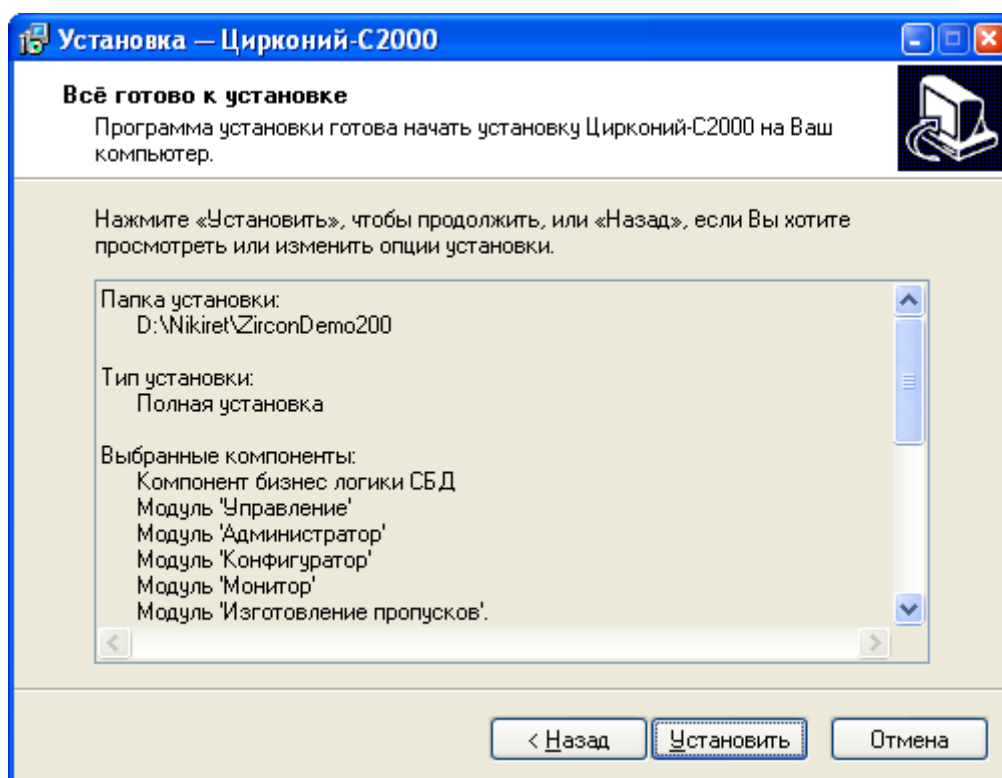 Установка — Цирконий-С2000
Всё готово к установке
Программа установки готова начать установку Цирконий-С2000 на Ваш
компьютер.
Нажмите «Установить», чтобы продолжить, или «Назад», если Вы хотите
просмотреть или изменить опции установки.
Папка установки:
D:\Nikiret\ZirconDemo200
Тип установки:
Полная установка
Выбранные компоненты:
Компонент бизнес логики СБД
Модуль 'Управление'
Модуль 'Администратор'
Модуль 'Конфигуратор'
Модуль 'Монитор'
Модуль 'Изготовление пропусков'.
< Назад Установить Отмена